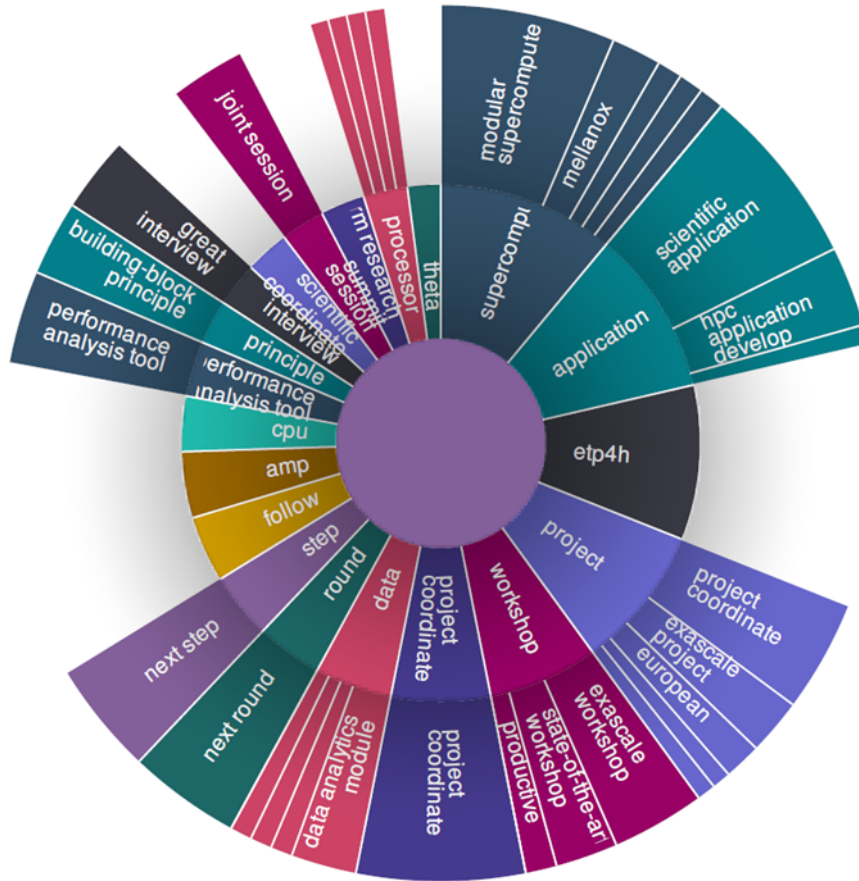 modular
supercompute
mellanox
supercompu
scientific
application
hpc
application
develop
application
etp4h
project
project
coordinate
exascale
project
european
workshop
exascale
workshop
state-of-the-ar
workshop
productive
project
coordinate
project
coordinate
data
data analytics
module
round
next round
step
next step
follow
amp
cpu
performance
analysis tool
performance
analysis tool
principle
building-block
principle
interview
great
interview
scientific
coordinate
session
joint session
m research
summit
processor
theta